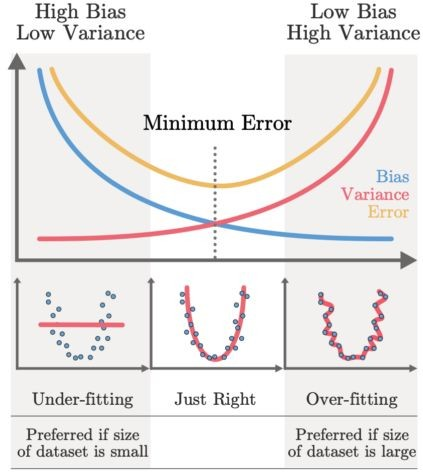 High Bias
Low Variance
Low Bias
High Variance
Minimum Error
Bias
Variance
Error
Under-fitting
Just Right
Over-fitting
Preferred if size
of dataset is small
Preferred if size
of dataset is large